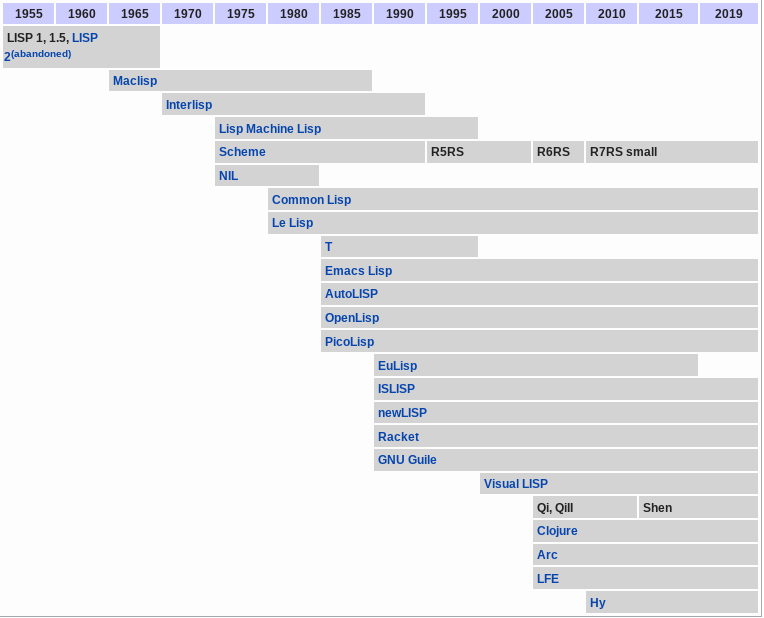 1955 1960 1965 1970 1975 1980 1985 1990 1995 2000 2005 2010 2015 2019
LISP 1, 1.5, LISP
2(abandoned)
Maclisp
Interlisp
Lisp Machine Lisp
Scheme R5RS R6RS R7RS small
NIL
Common Lisp
Le Lisp
T
Emacs Lisp
AutoLISP
OpenLisp
PicoLisp
EuLisp
ISLISP
newLISP
Racket
GNU Guile
Visual LISP
Qi, QiII Shen
Clojure
Arc
LFE
Hy